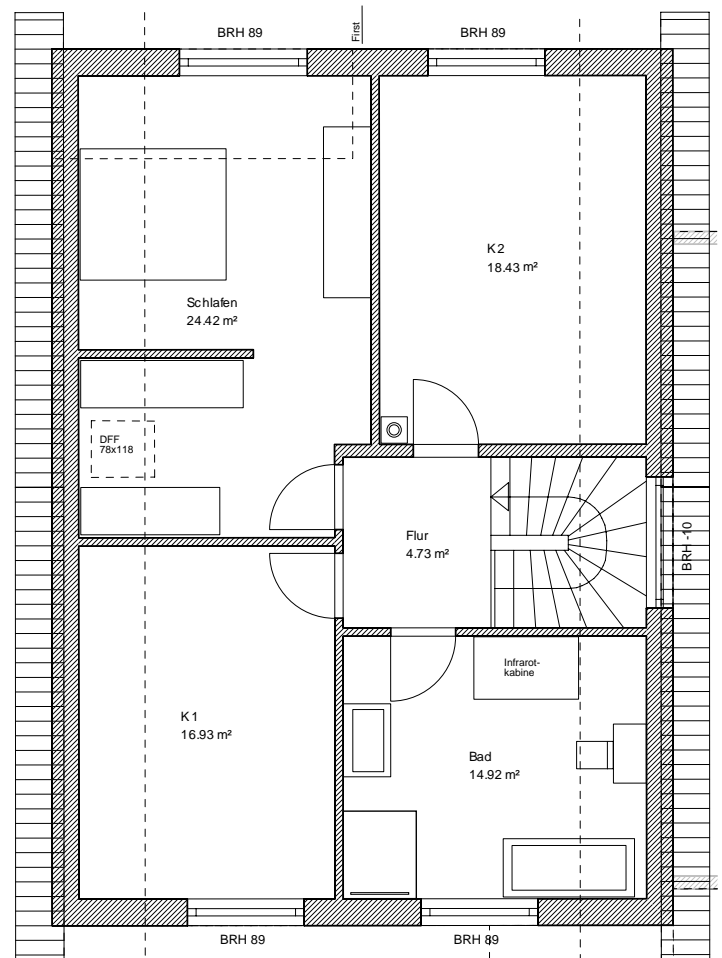 BRH 89
First
BRH 89
K2
18.43 m²
Schlafen
24.42 m²
DFF
78x118
Flur
4.73 m²
BRH -10
Infrarot-
kabine
K1
16.93 m²
Bad
14.92 m²
BRH 89
BRH 89